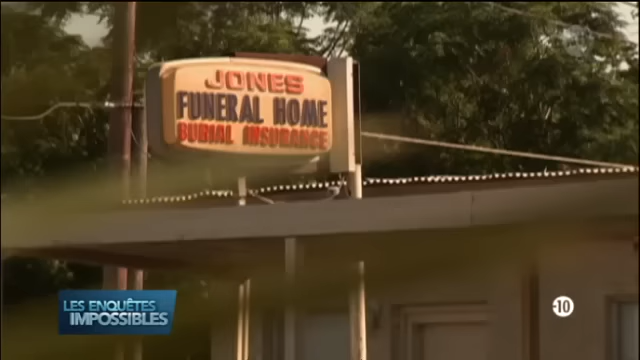 JONES
FUNERAL HOME
BURIAL INSURANCE
LES ENQUÊTES
IMPOSSIBLES
-10